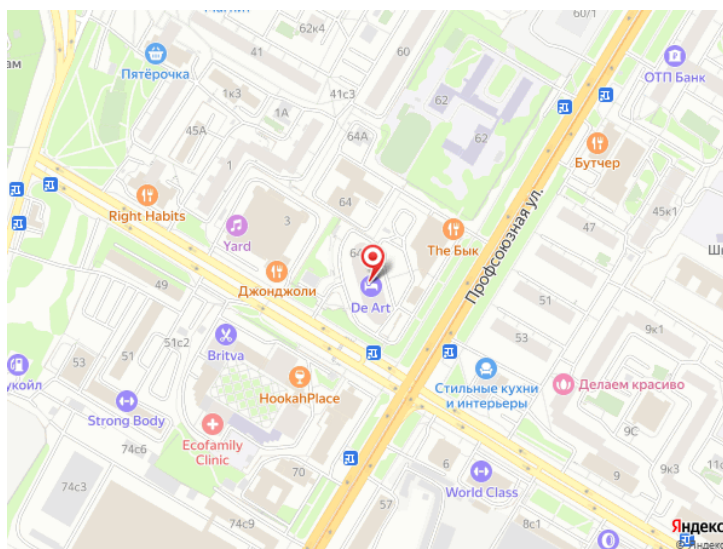 62к4
60/1
41
60
Пятёрочка
ОТП Банк
41с3
1к3
62
1А
45А
64А
62
Бутчер
1
64
Right Habits
45к1
3
47
Yard
The Бык
Профсоюзная ул.
Джонджоли
49
De Art
53
51
51с2
Britva
9к1
53
Стильные кухни
и интерьеры
Делаем красиво
HookahPlace
Strong Body
Ecofamily
Clinic
9С
74с6
70
6
9
9к3
World Class
74с3
57
74с9
8с1
Яндекс